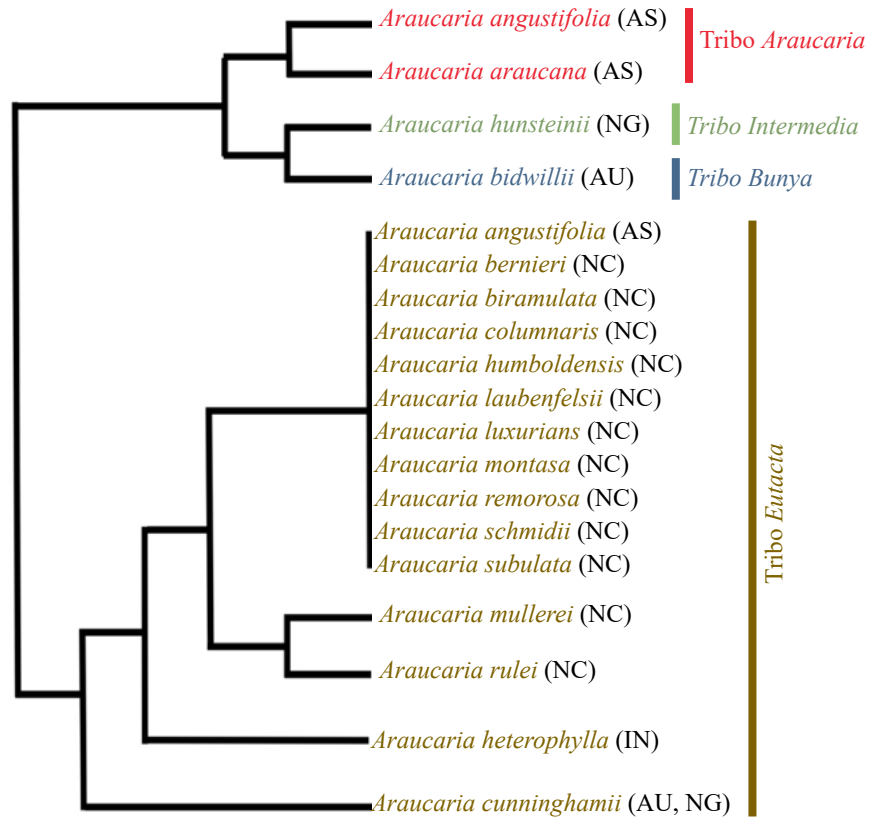 Araucaria angustifolia (AS)
Tribo Araucaria
Araucaria araucana (AS)
Araucaria hunsteinii (NG)
Tribo Intermedia
Araucaria bidwillii (AU)
Tribo Bunya
Araucaria angustifolia (AS)
Araucaria bernieri (NC)
Araucaria biramulata (NC)
Araucaria columnaris (NC)
Araucaria humboldensis (NC)
Araucaria laubenfelsii (NC)
Araucaria luxurians (NC)
Araucaria montasa (NC)
Araucaria remorosa (NC)
Araucaria schmidii (NC)
Araucaria subulata (NC)
Araucaria mullerei (NC)
Araucaria rulei (NC)
Araucaria heterophylla (IN)
Araucaria cunninghamii (AU, NG)
Tribo Eutacta